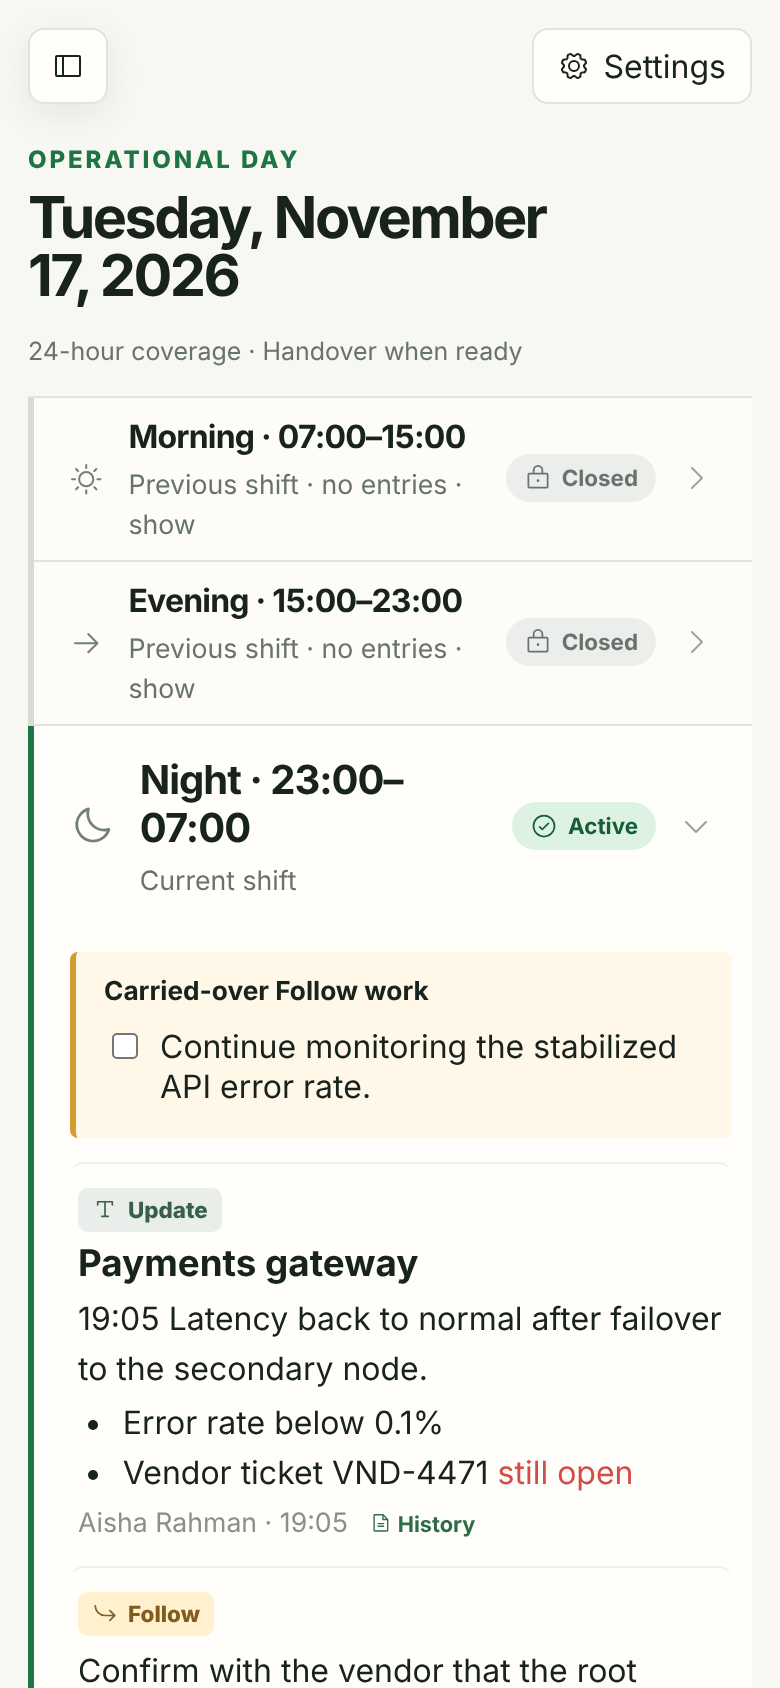 Settings
OPERATIONAL DAY
Tuesday, November
17, 2026
24-hour coverage · Handover when ready
Morning · 07:00–15:00
Previous shift · no entries ·
show
Closed
Evening · 15:00–23:00
Previous shift · no entries ·
show
Closed
Night · 23:00–
07:00
Current shift
Active
Carried-over Follow work
Continue monitoring the stabilized
API error rate.
Update
Payments gateway
19:05 Latency back to normal after failover
to the secondary node.
• Error rate below 0.1%
• Vendor ticket VND-4471 still open
Aisha Rahman · 19:05 History
Follow
Confirm with the vendor that the root